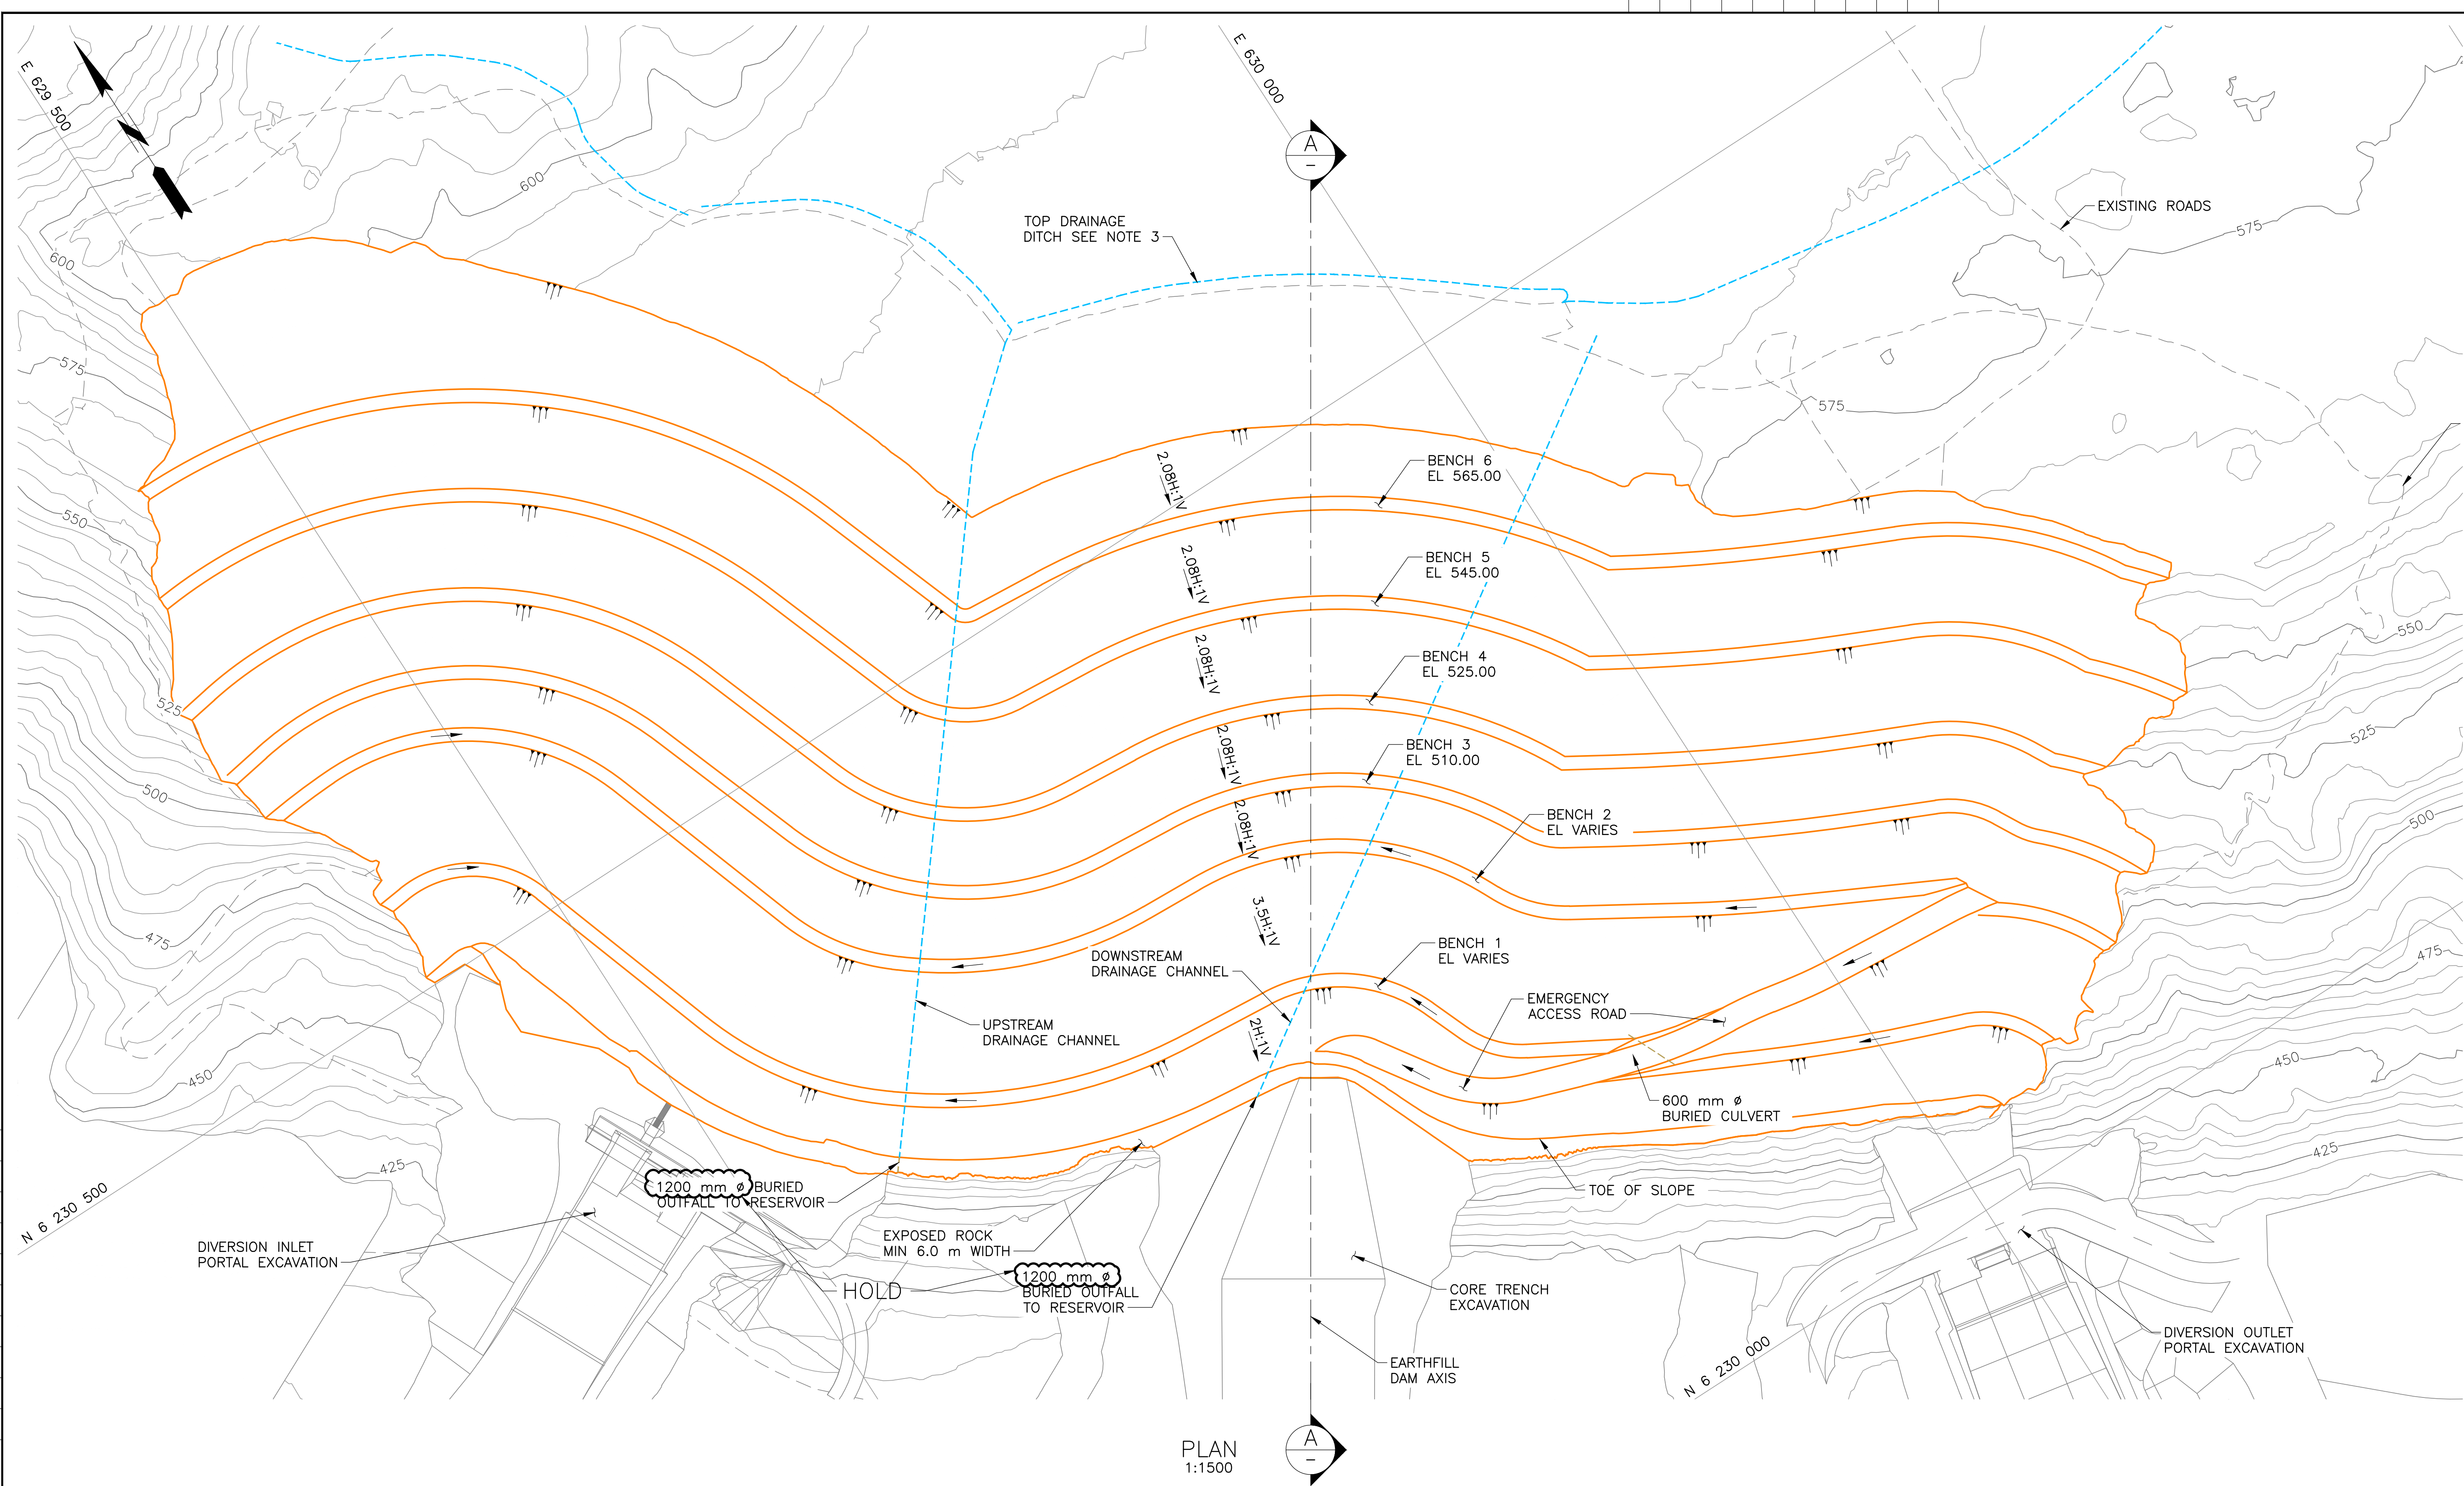 E 629 500
E 630 000
A
–
600
TOP DRAINAGE
DITCH SEE NOTE 3
EXISTING ROADS
575
600
575
575
BENCH 6
EL 565.00
2.08H:1V
550
BENCH 5
EL 545.00
2.08H:1V
550
BENCH 4
EL 525.00
2.08H:1V
525
525
BENCH 3
EL 510.00
2.08H:1V
500
BENCH 2
EL VARIES
2.08H:1V
500
3.5H:1V
475
BENCH 1
EL VARIES
475
DOWNSTREAM
DRAINAGE CHANNEL
EMERGENCY
ACCESS ROAD
UPSTREAM
DRAINAGE CHANNEL
2H:1V
450
450
600 mm ø
BURIED CULVERT
425
425
1200 mm ø BURIED
OUTFALL TO RESERVOIR
TOE OF SLOPE
N 6 230 500
DIVERSION INLET
PORTAL EXCAVATION
EXPOSED ROCK
MIN 6.0 m WIDTH
HOLD
1200 mm ø
BURIED OUTFALL
TO RESERVOIR
CORE TRENCH
EXCAVATION
EARTHFILL
DAM AXIS
N 6 230 000
DIVERSION OUTLET
PORTAL EXCAVATION
PLAN
1:1500
A
–